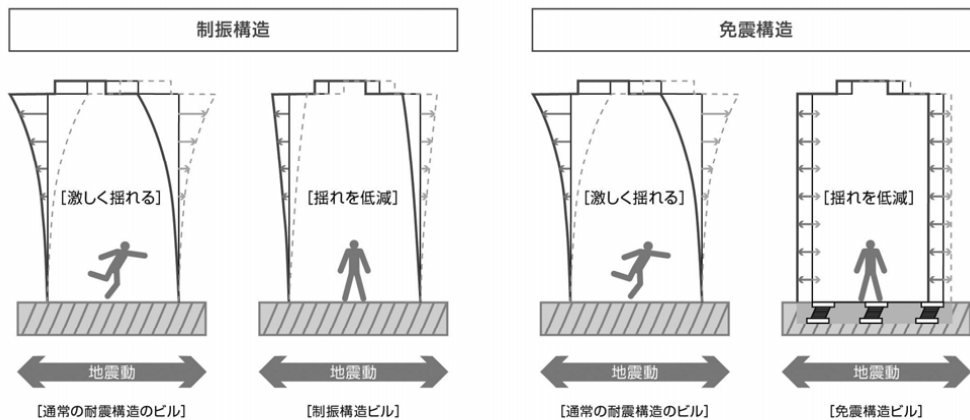 制振構造
免震構造
[激しく揺れる]
[揺れを低減]
[激しく揺れる]
[揺れを低減]
地震動
地震動
地震動
地震動
[通常の耐震構造のビル]
[制振構造ビル]
[通常の耐震構造のビル]
[免震構造ビル]